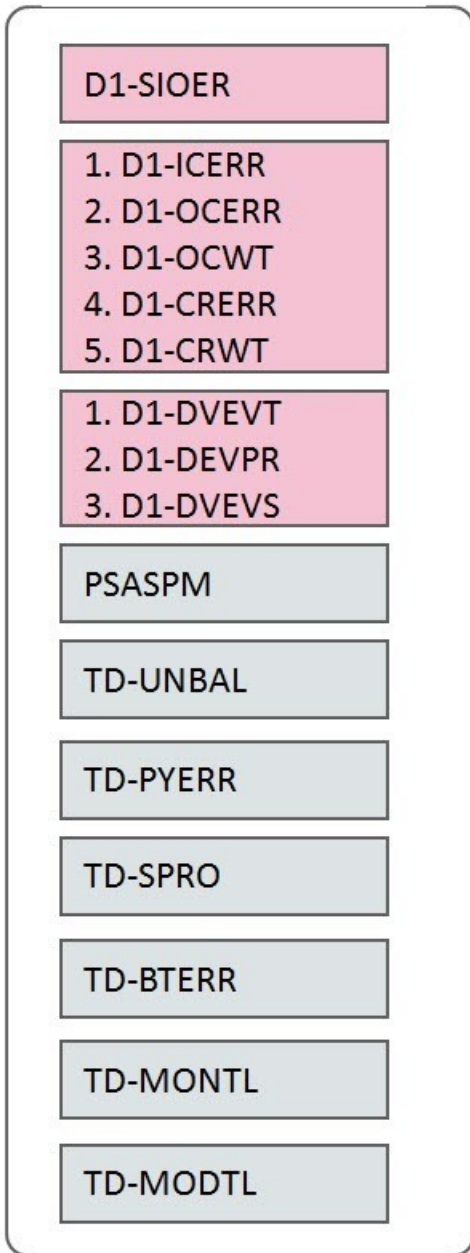 D1-SIOER
1. D1-ICERR
2. D1-OCERR
3. D1-OCWT
4. D1-CRERR
5. D1-CRWT
1. D1-DVEVT
2. D1-DEVPR
3. D1-DVEVS
PSASPM
TD-UNBAL
TD-PYERR
TD-SPRO
TD-BTERR
TD-MONTL
TD-MODTL